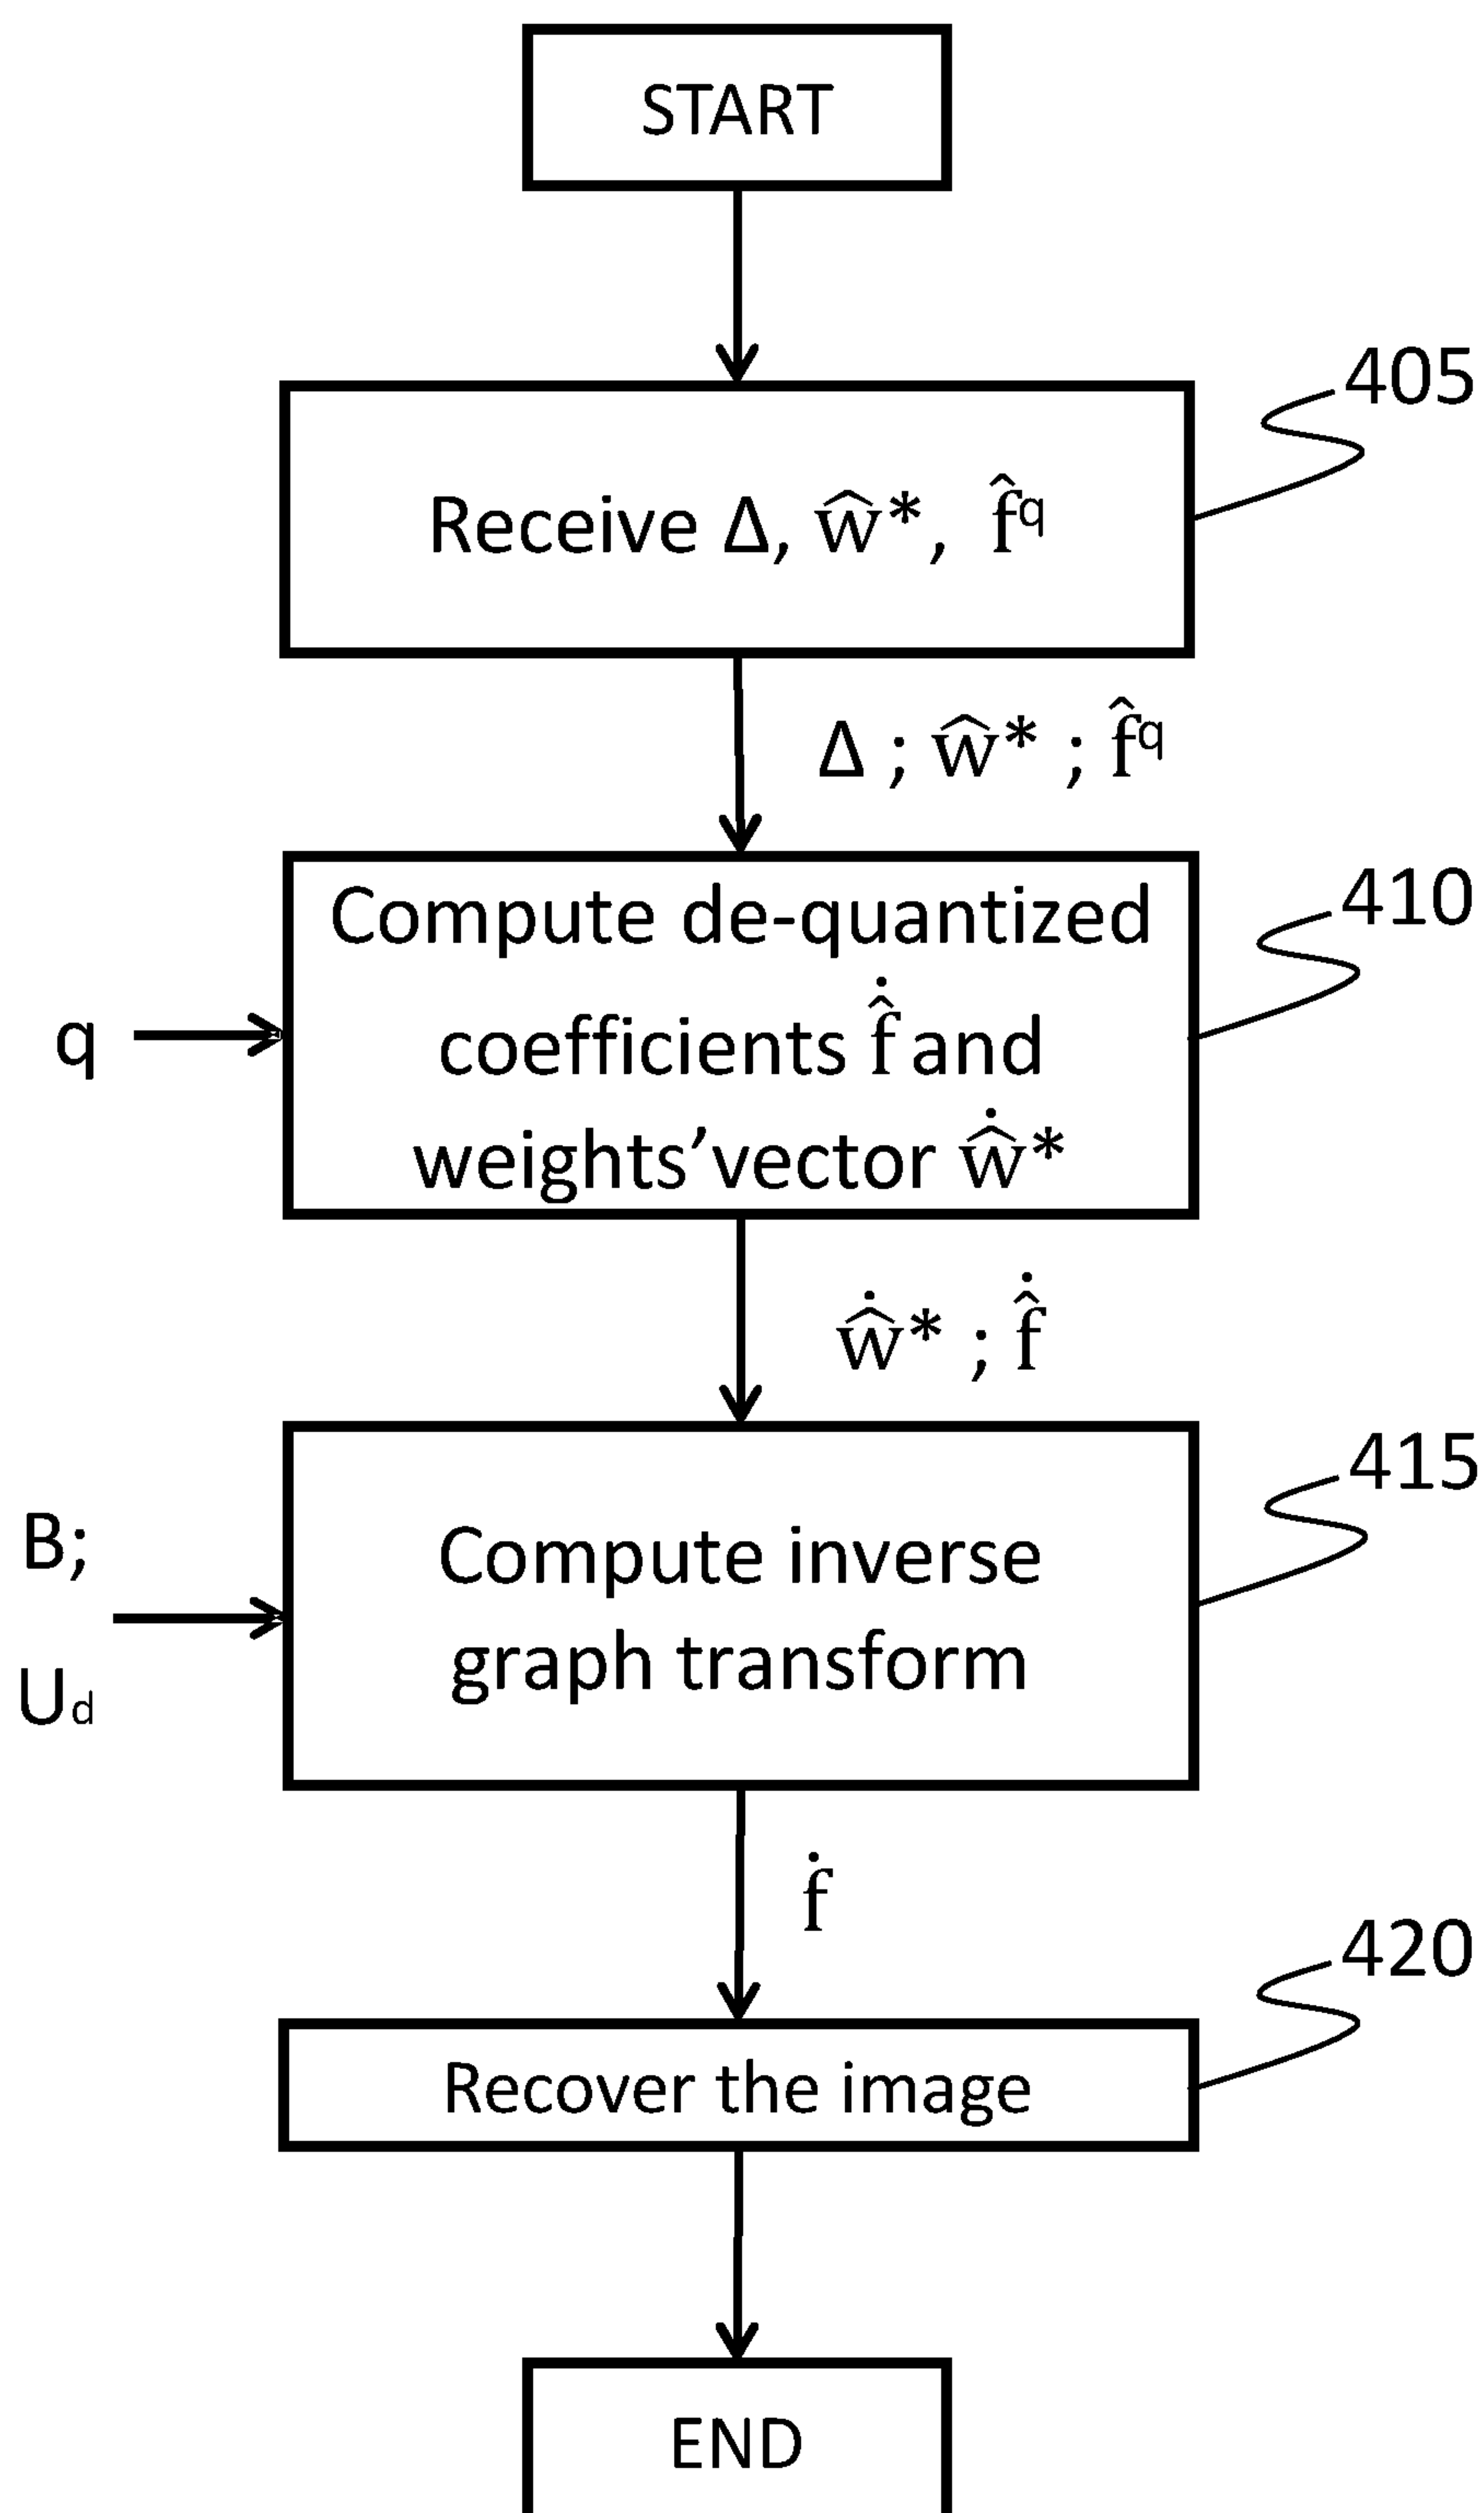 START
405
Receive Δ, ŵ*, f̂^q
Δ ; ŵ* ; f̂^q
410
Compute de-quantized
q
coefficients ḟ̂ and
weights’vector ẇ̂*
ẇ̂* ; ḟ̂
415
B;
Compute inverse
graph transform
U_d
ḟ
420
Recover the image
END